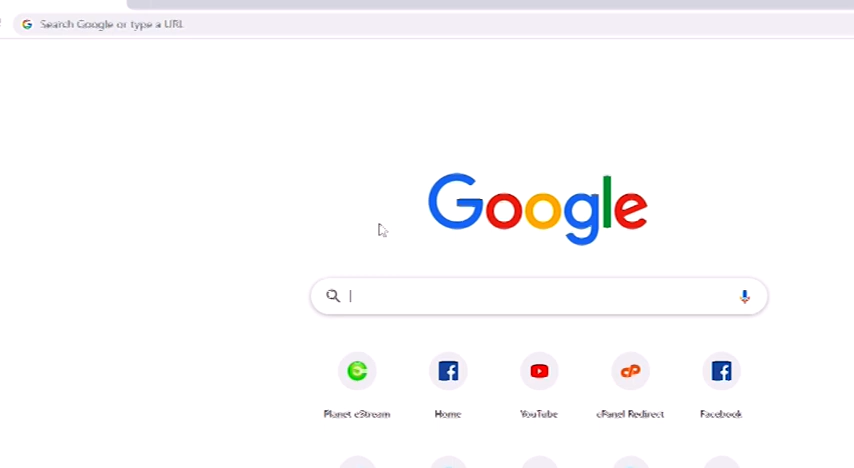 Search Google or type a URL
Google
Planet eStream
Home
YouTube
cPanel Redirect
Facebook